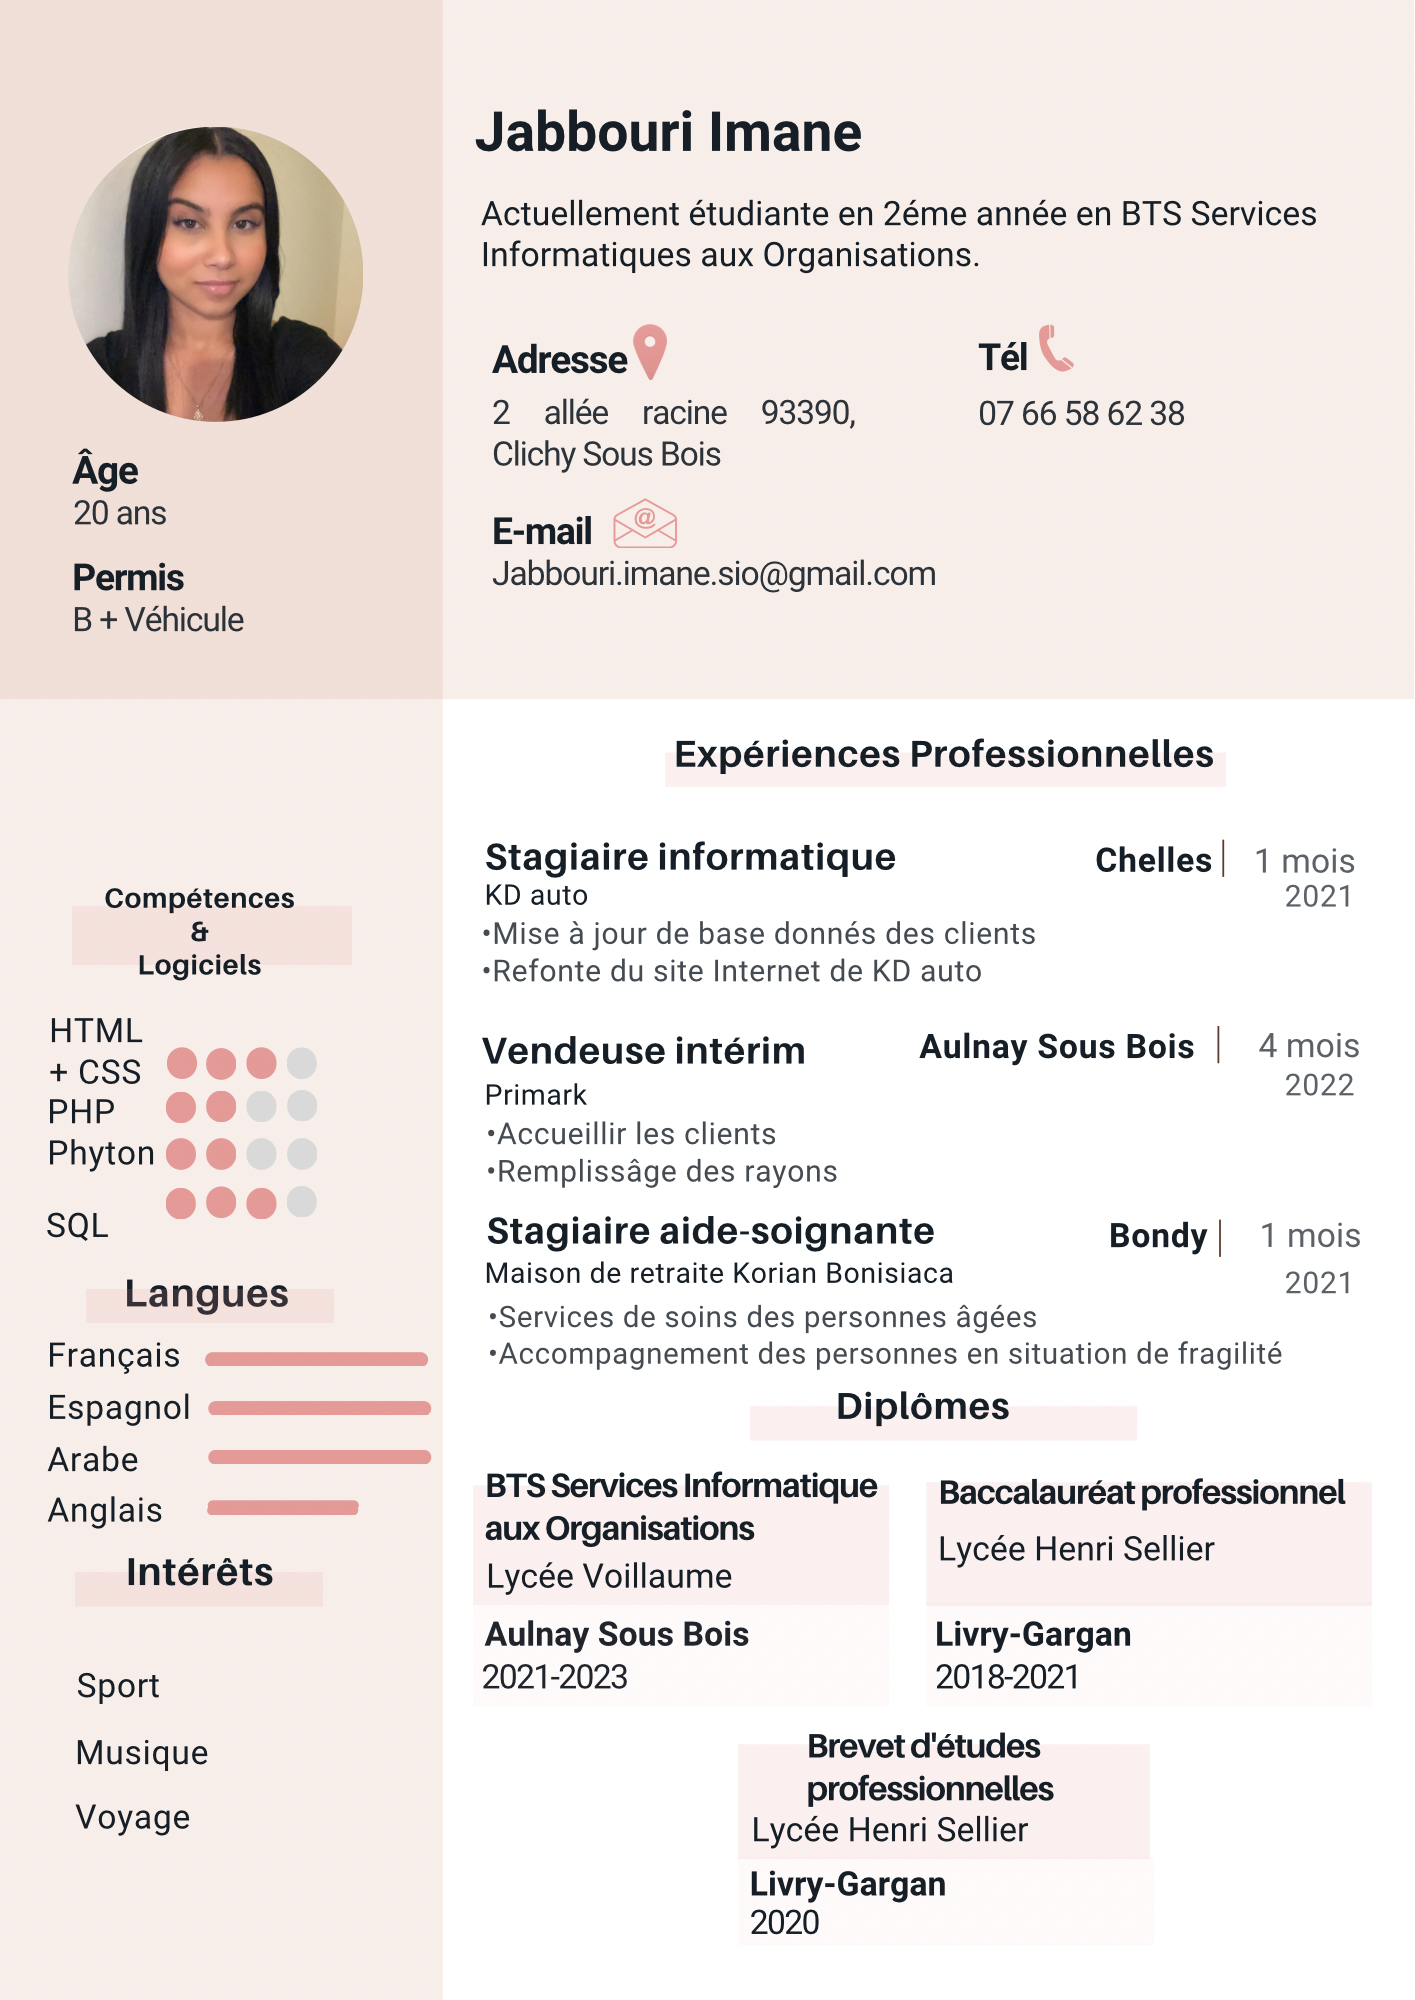 Jabbouri Imane
Actuellement étudiante en 2éme année en BTS Services
Informatiques aux Organisations.
Adresse
2 allée racine 93390,
Clichy Sous Bois
Tél
07 66 58 62 38
E-mail
@
Jabbouri.imane.sio@gmail.com
Âge
20 ans
Permis
B + Véhicule
Compétences
&
Logiciels
HTML
+ CSS
PHP
Phyton
SQL
Langues
Français
Espagnol
Arabe
Anglais
Intérêts
Sport
Musique
Voyage
Expériences Professionnelles
Stagiaire informatique
Chelles
1 mois
KD auto
2021
•Mise à jour de base donnés des clients
•Refonte du site Internet de KD auto
Vendeuse intérim
Aulnay Sous Bois
4 mois
Primark
2022
•Accueillir les clients
•Remplissâge des rayons
Stagiaire aide-soignante
Bondy
1 mois
Maison de retraite Korian Bonisiaca
2021
•Services de soins des personnes âgées
•Accompagnement des personnes en situation de fragilité
Diplômes
BTS Services Informatique
aux Organisations
Lycée Voillaume
Aulnay Sous Bois
2021-2023
Baccalauréat professionnel
Lycée Henri Sellier
Livry-Gargan
2018-2021
Brevet d'études
professionnelles
Lycée Henri Sellier
Livry-Gargan
2020